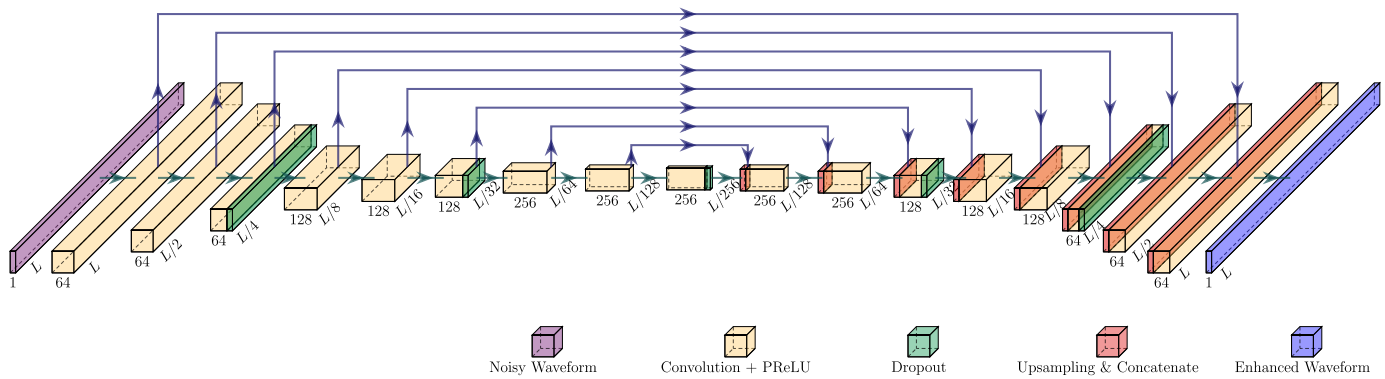 1 L
64 L
64 L/2
64 L/4
128 L/8
128 L/16
128 L/32
256 L/64
256 L/128
256 L/256
256 L/128
256 L/64
128 L/32
128 L/16
128 L/8
64 L/4
64 L/2
64 L
1 L
Noisy Waveform
Convolution + PReLU
Dropout
Upsampling & Concatenate
Enhanced Waveform